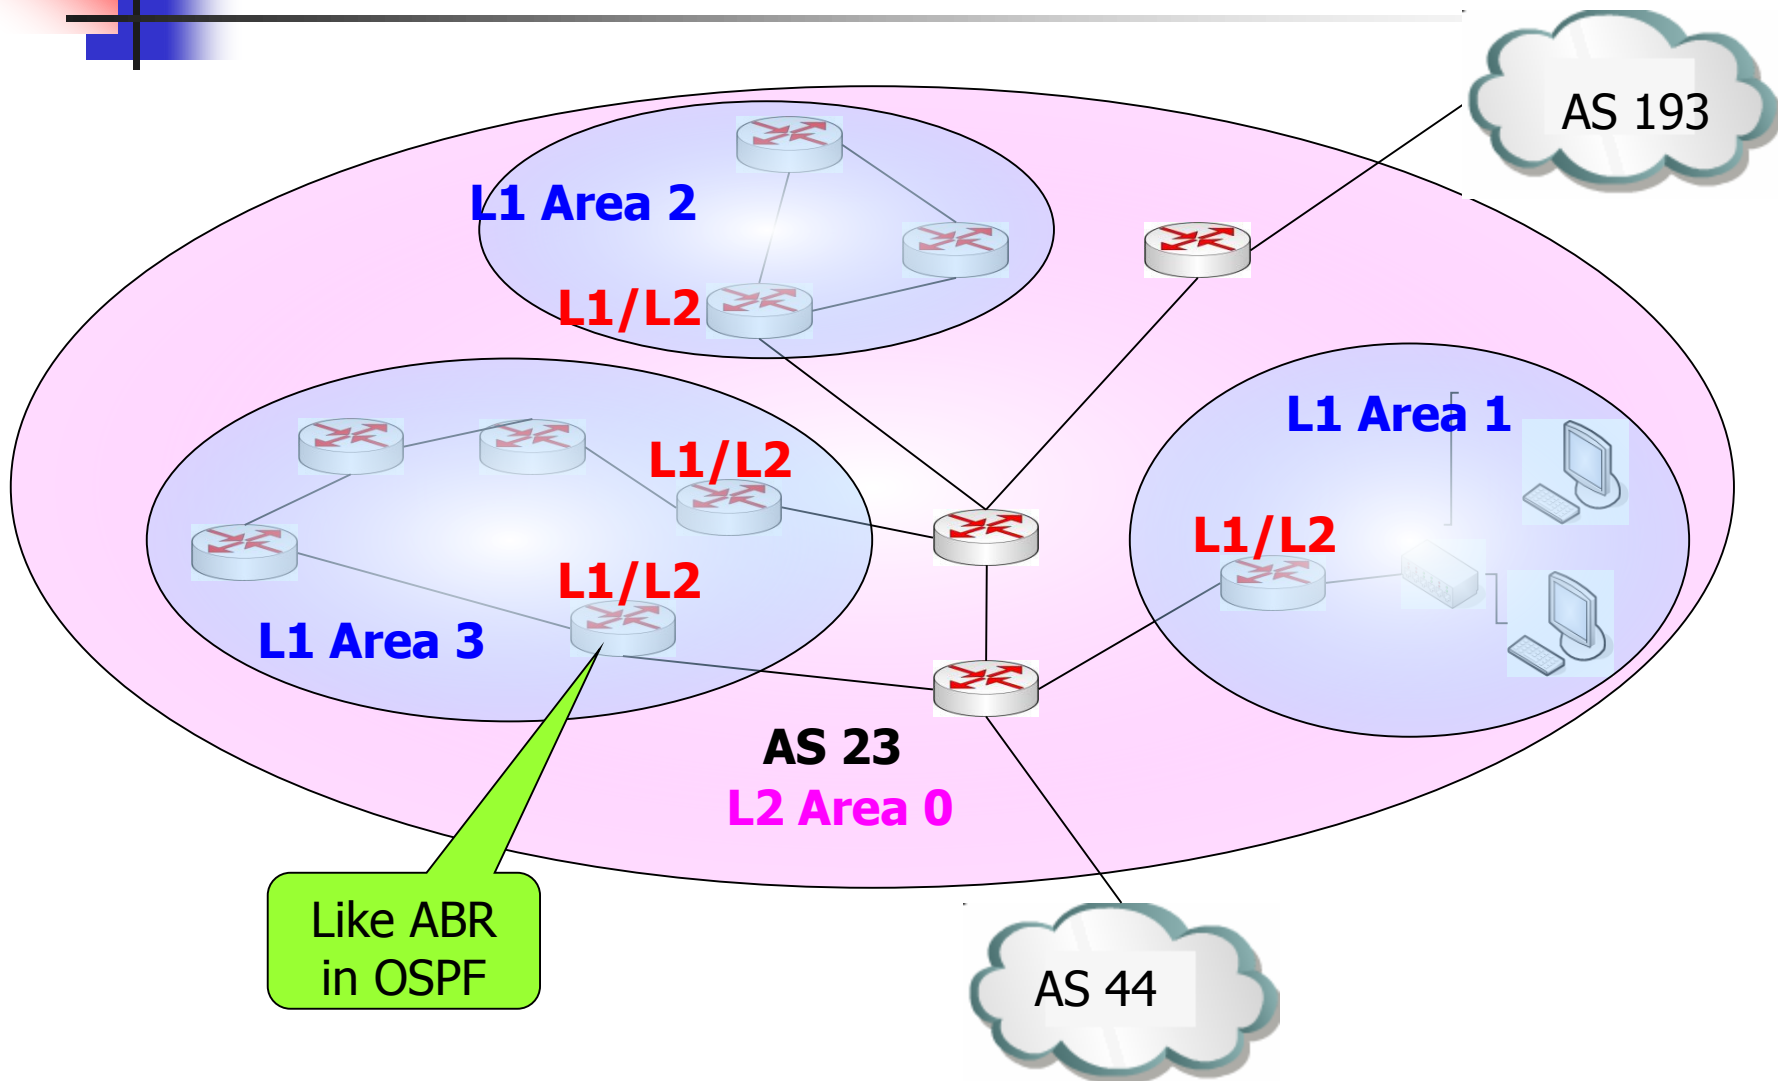 AS 193
L1 Area 2
L1/L2
L1 Area 1
L1/L2
L1/L2
L1/L2
L1 Area 3
AS 23
L2 Area 0
Like ABR
in OSPF
AS 44